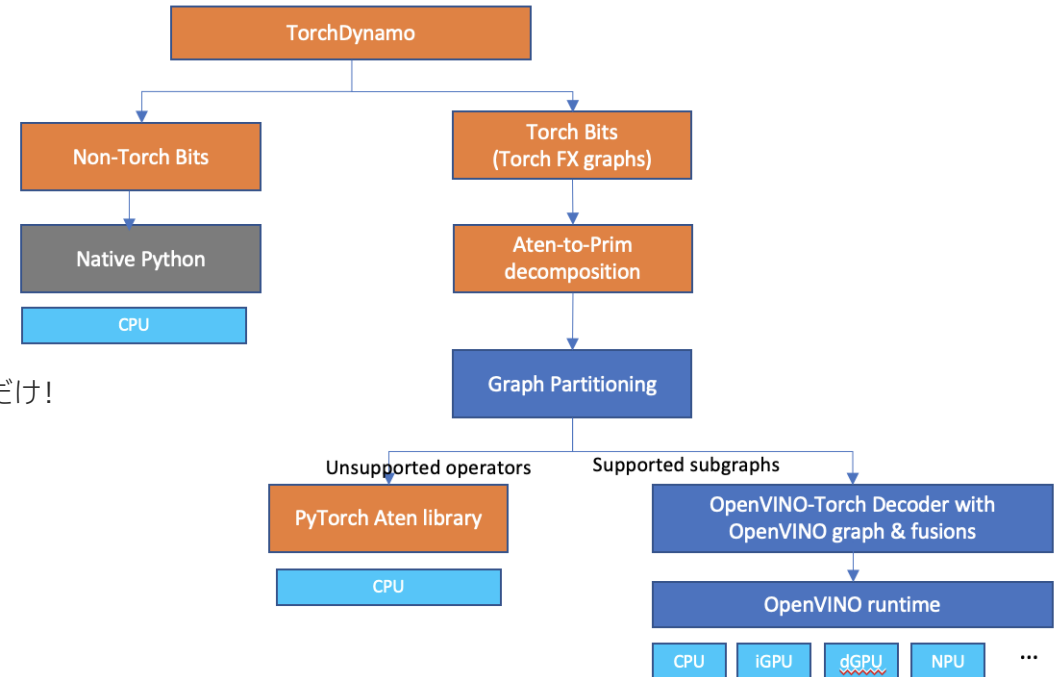 TorchDynamo
Non-Torch Bits
Torch Bits
(Torch FX graphs)
Native Python
Aten-to-Prim
decomposition
CPU
だけ!
Graph Partitioning
Unsupported operators
Supported subgraphs
PyTorch Aten library
OpenVINO-Torch Decoder with
OpenVINO graph & fusions
CPU
OpenVINO runtime
CPU
iGPU
dGPU
NPU
...